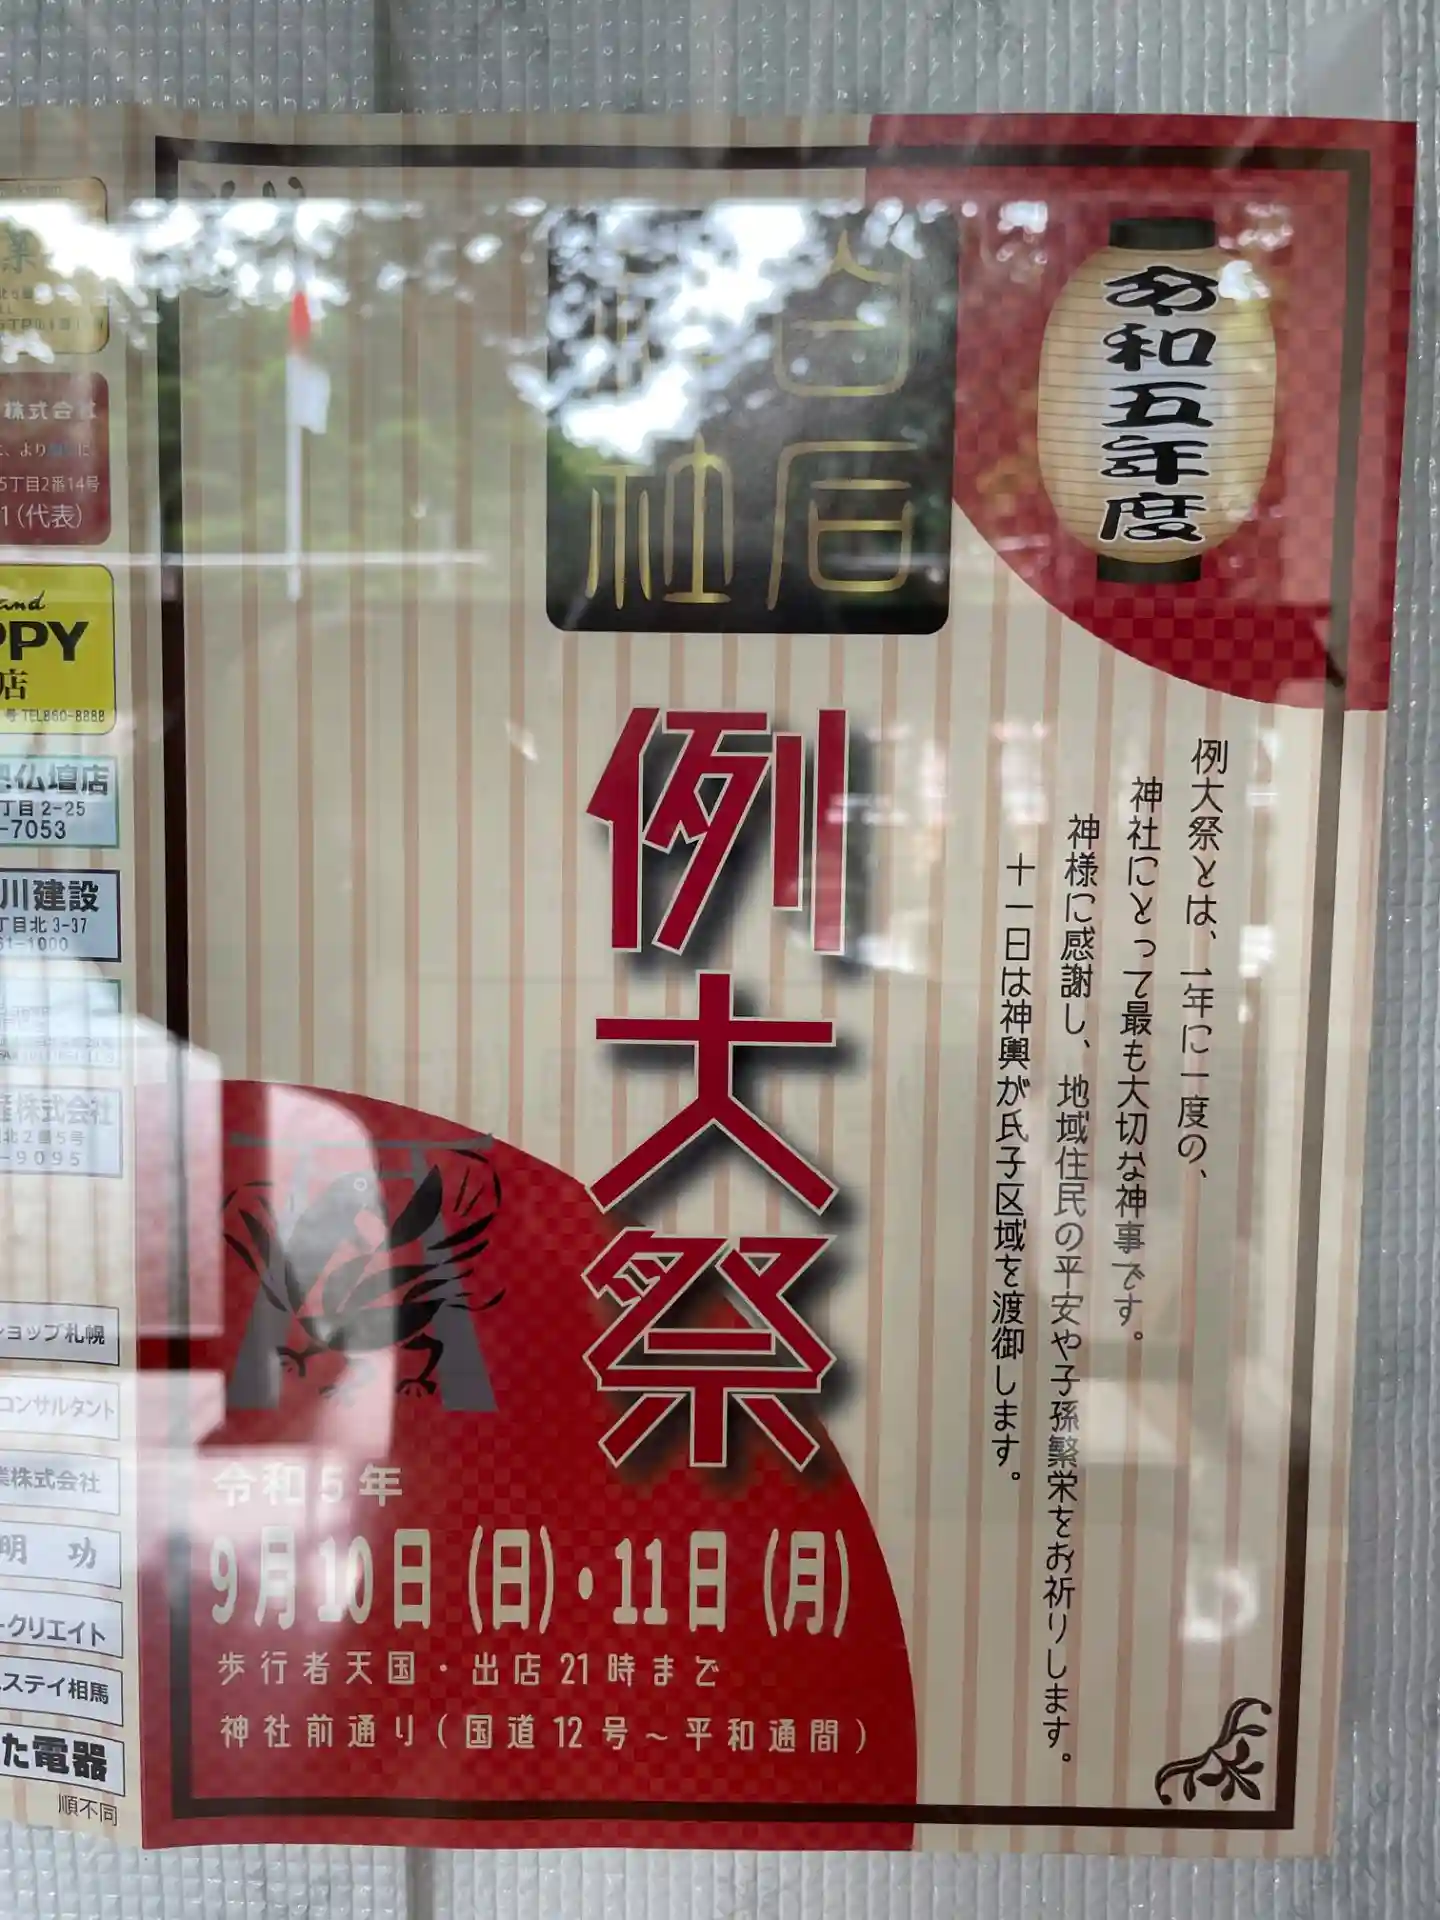 令和五年度
白石
社
例大祭
例大祭とは、一年に一度の、
神社にとって最も大切な神事です。
神様に感謝し、地域住民の平安や子孫繁栄をお祈りします。
十一日は神輿が氏子区域を渡御します。
令和5年
9月10日(日)・11日(月)
歩行者天国・出店21時まで
神社前通り(国道12号~平和通間)
業
株式会社
より
5丁目2番14号
1(代表)
and
PPY
店
号 TEL860-8888
仏壇店
丁目2-25
-7053
川建設
丁目北3-37
61-1000
産株式会社
北2番5号
-9095
ショップ札幌
コンサルタント
業株式会社
明 功
ークリエイト
ステイ相馬
た電器
順不同